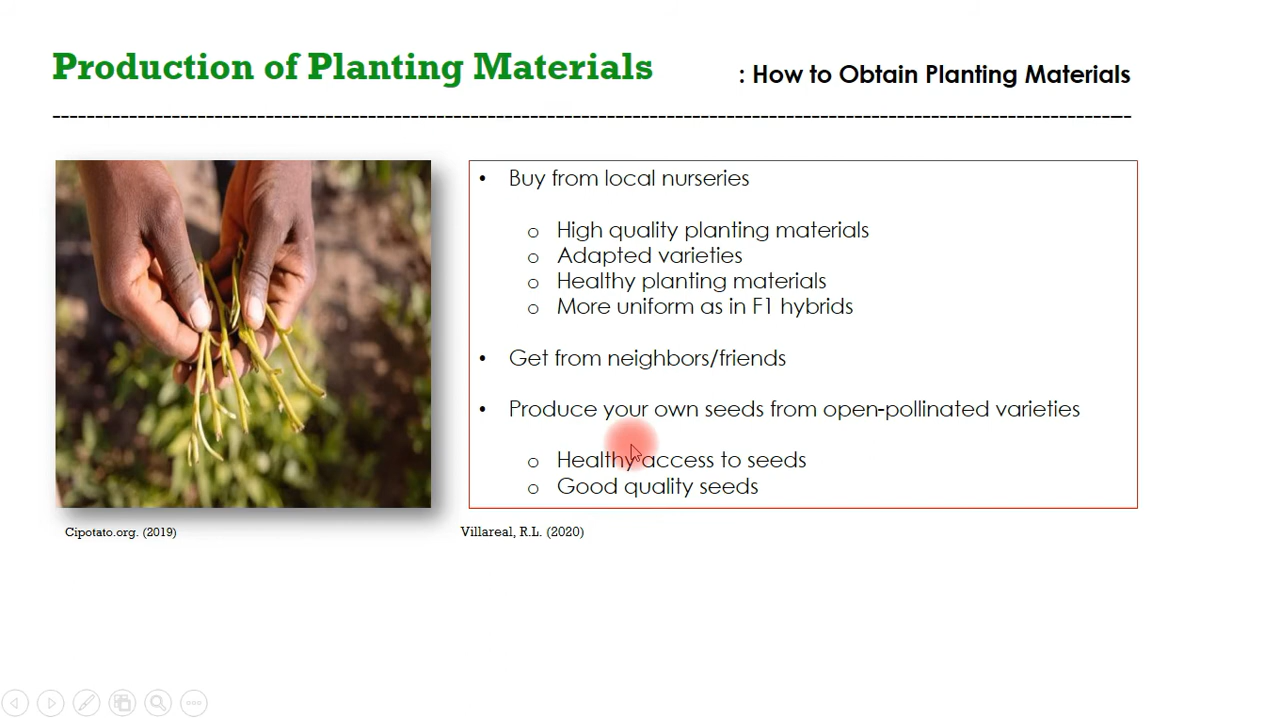 Production of Planting Materials : How to Obtain Planting Materials
• Buy from local nurseries
o High quality planting materials
o Adapted varieties
o Healthy planting materials
o More uniform as in F1 hybrids
• Get from neighbors/friends
• Produce your own seeds from open-pollinated varieties
o Healthy access to seeds
o Good quality seeds
Cipotato.org. (2019)
Villareal, R.L. (2020)